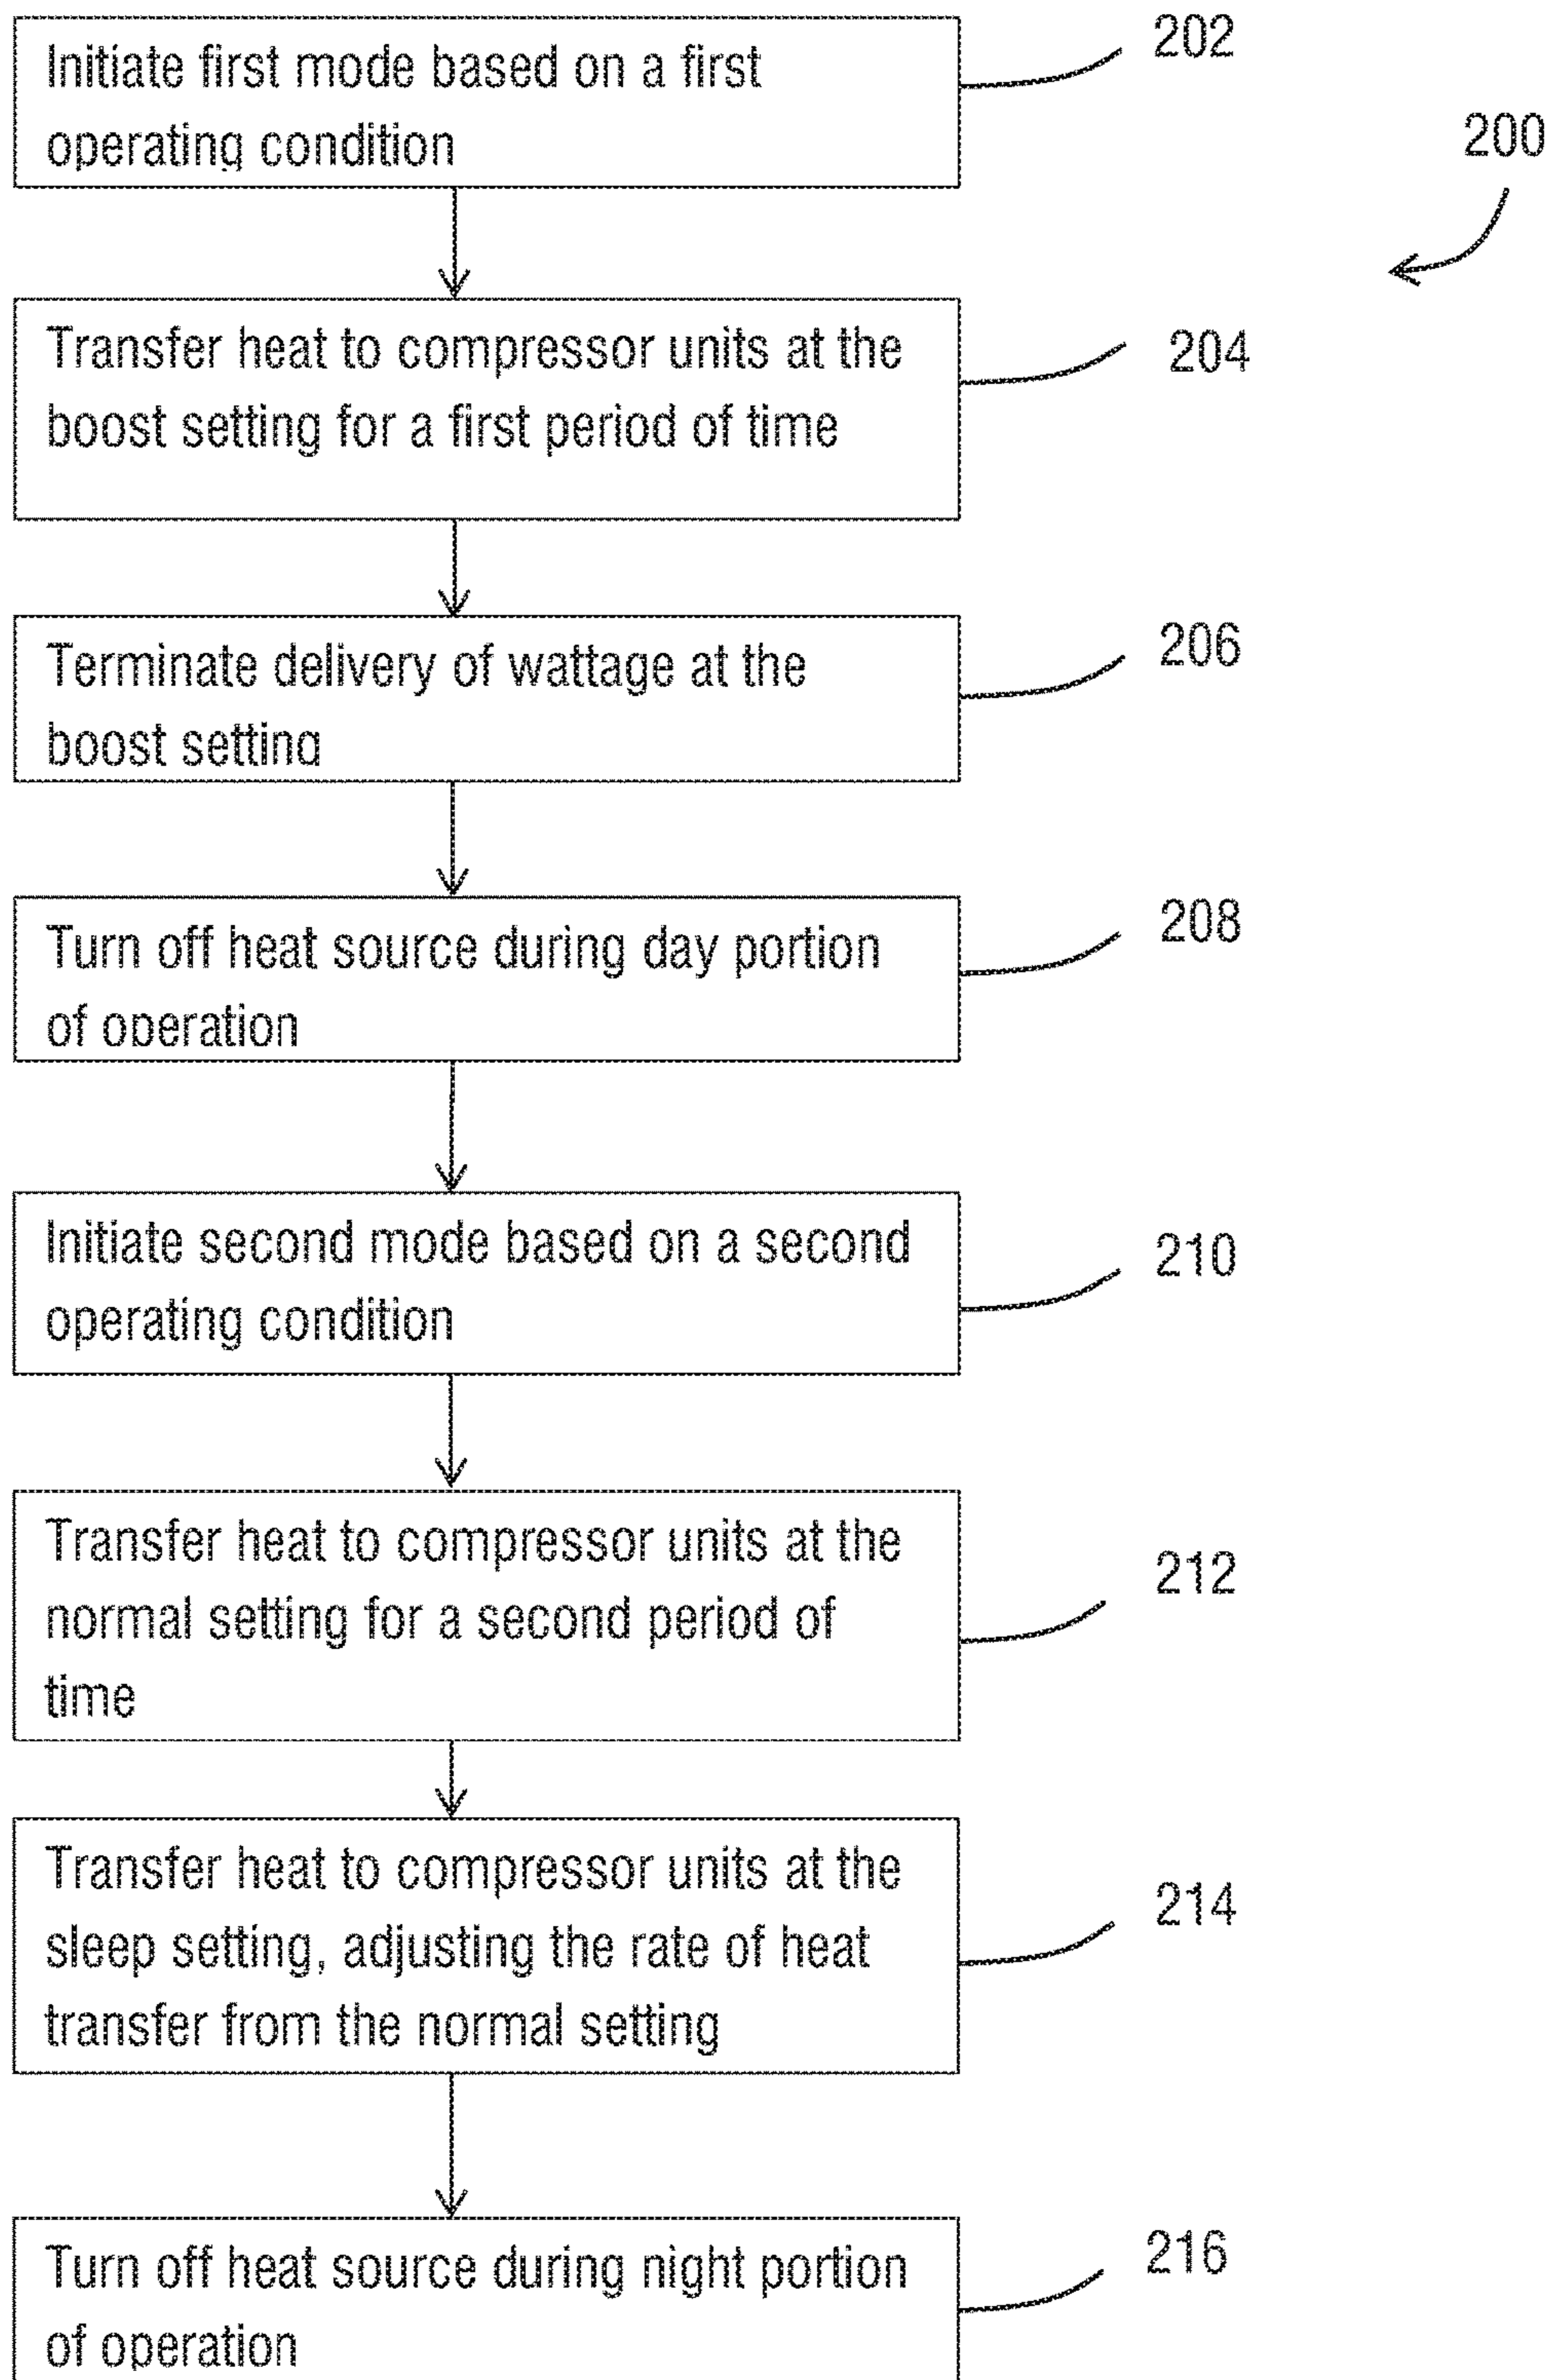 Initiate first mode based on a first
operating condition
202
200
Transfer heat to compressor units at the
boost setting for a first period of time
204
Terminate delivery of wattage at the
boost setting
206
Turn off heat source during day portion
of operation
208
Initiate second mode based on a second
operating condition
210
Transfer heat to compressor units at the
normal setting for a second period of
time
212
Transfer heat to compressor units at the
sleep setting, adjusting the rate of heat
transfer from the normal setting
214
Turn off heat source during night portion
of operation
216